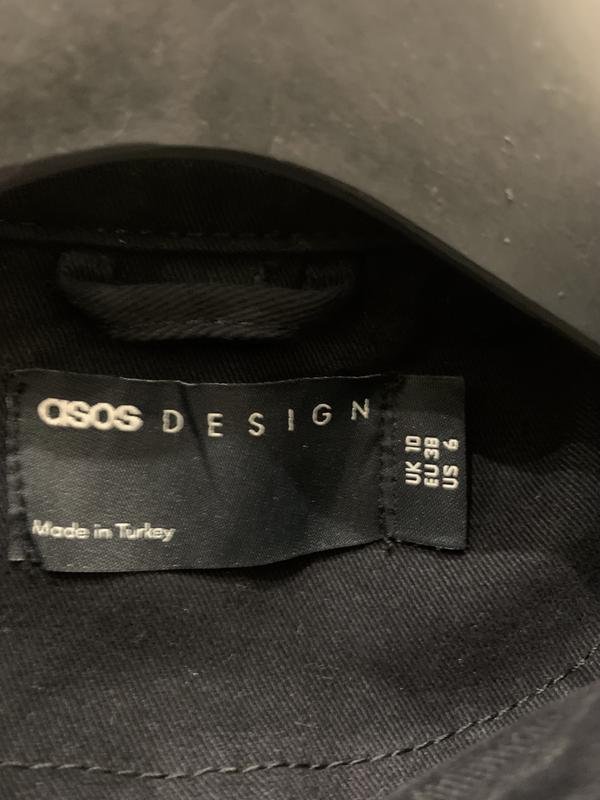 asos DESIGN
Made in Turkey
UK 10
EU 38
US 6